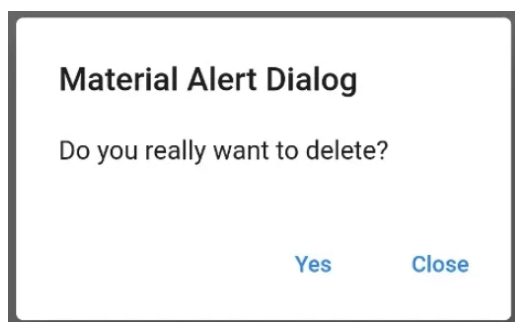 Material Alert Dialog
Do you really want to delete?
Yes Close